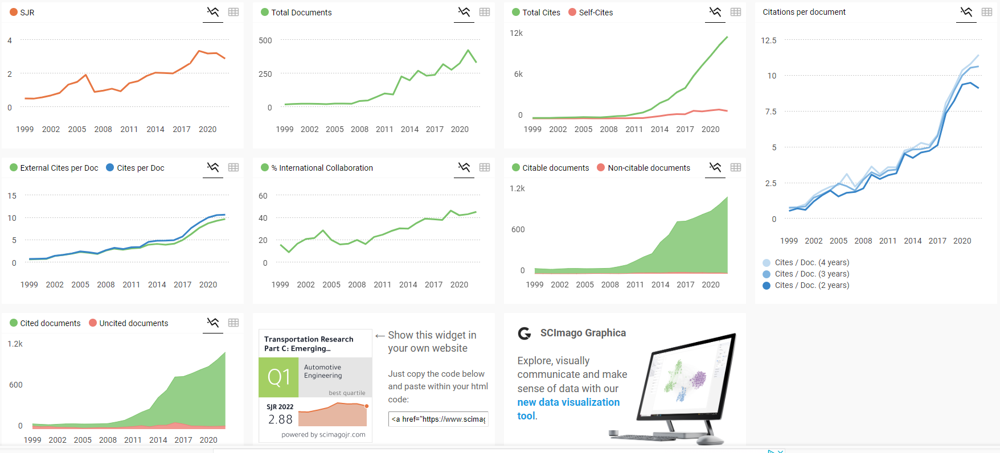 SJR
4
2
0
1999 2002 2005 2008 2011 2014 2017 2020
Total Documents
500
250
0
1999 2002 2005 2008 2011 2014 2017 2020
Total Cites Self-Cites
12k
6k
0
1999 2002 2005 2008 2011 2014 2017 2020
Citations per document
12.5
10
7.5
5
2.5
0
1999 2002 2005 2008 2011 2014 2017 2020
Cites / Doc. (4 years)
Cites / Doc. (3 years)
Cites / Doc. (2 years)
External Cites per Doc Cites per Doc
15
10
5
0
1999 2002 2005 2008 2011 2014 2017 2020
% International Collaboration
60
40
20
0
1999 2002 2005 2008 2011 2014 2017 2020
Citable documents Non-citable documents
1.2k
600
0
1999 2002 2005 2008 2011 2014 2017 2020
Cited documents Uncited documents
1.2k
600
0
1999 2002 2005 2008 2011 2014 2017 2020
Transportation Research
Part C: Emerging...
Q1
Automotive
Engineering
best quartile
SJR 2022
2.88
powered by scimagojr.com
← Show this widget in
your own website
Just copy the code below
and paste within your html
code:
<a href="https://www.scimag
SCImago Graphica
Explore, visually
communicate and make
sense of data with our
new data visualization
tool.